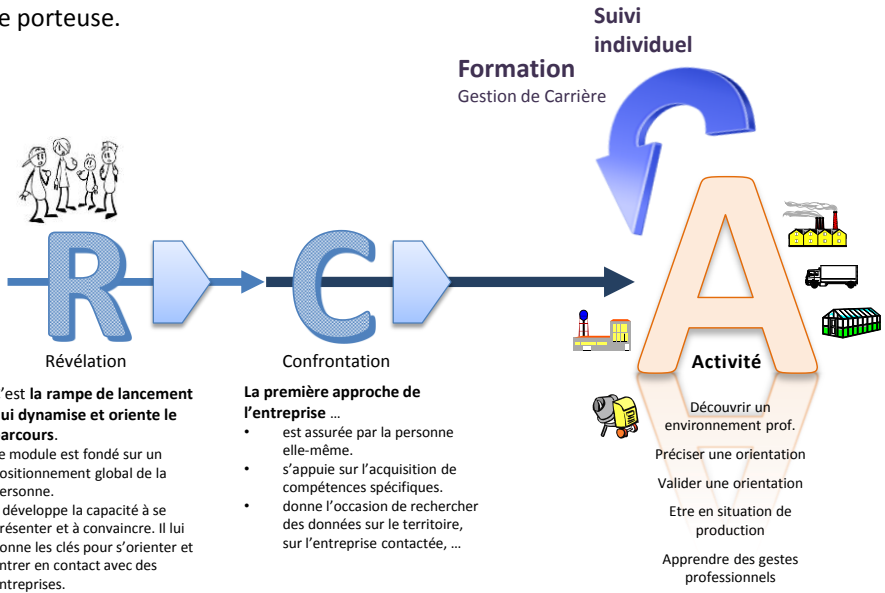 e porteuse.
Suivi
individuel
Formation
Gestion de Carrière
R
C
A
Révélation
Confrontation
Activité
'est la rampe de lancement
ui dynamise et oriente le
arcours.
e module est fondé sur un
ositionnement global de la
ersonne.
développe la capacité à se
résenter et à convaincre. Il lui
onne les clés pour s'orienter et
ntrer en contact avec des
ntreprises.
La première approche de
l'entreprise …
• est assurée par la personne
elle-même.
• s'appuie sur l'acquisition de
compétences spécifiques.
• donne l'occasion de rechercher
des données sur le territoire,
sur l'entreprise contactée, …
Découvrir un
environnement prof.
Préciser une orientation
Valider une orientation
Etre en situation de
production
Apprendre des gestes
professionnels